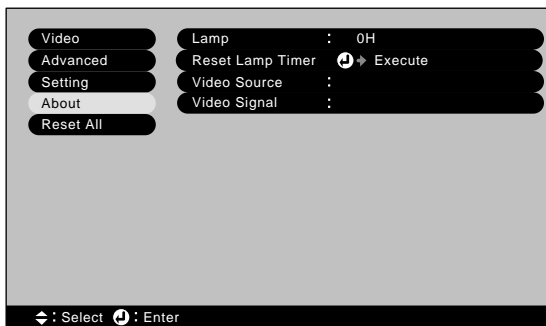 Video
Advanced
Setting
About
Reset All
Lamp : 0H
Reset Lamp Timer Execute
Video Source :
Video Signal :
: Select : Enter